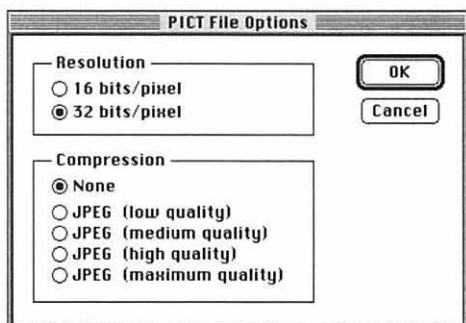 PICT File Options
Resolution
16 bits/pixel
32 bits/pixel
OK
Cancel
Compression
None
JPEG (low quality)
JPEG (medium quality)
JPEG (high quality)
JPEG (maximum quality)